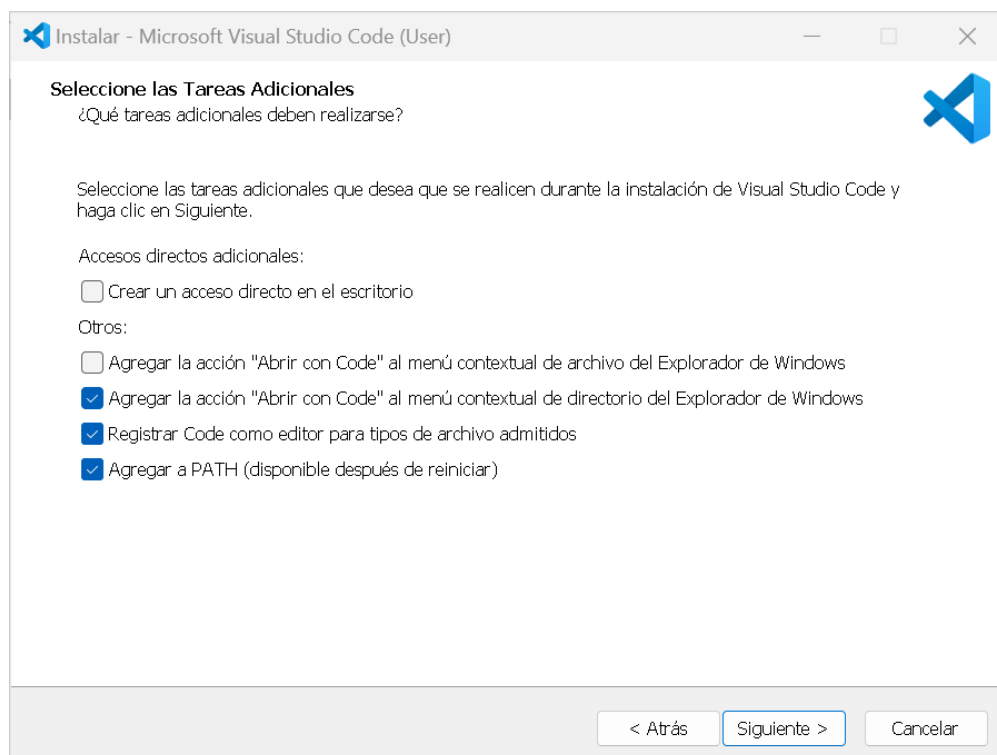 Instalar - Microsoft Visual Studio Code (User)
Seleccione las Tareas Adicionales
¿Qué tareas adicionales deben realizarse?
Seleccione las tareas adicionales que desea que se realicen durante la instalación de Visual Studio Code y
haga clic en Siguiente.
Accesos directos adicionales:
Crear un acceso directo en el escritorio
Otros:
Agregar la acción "Abrir con Code" al menú contextual de archivo del Explorador de Windows
Agregar la acción "Abrir con Code" al menú contextual de directorio del Explorador de Windows
Registrar Code como editor para tipos de archivo admitidos
Agregar a PATH (disponible después de reiniciar)
< Atrás Siguiente > Cancelar